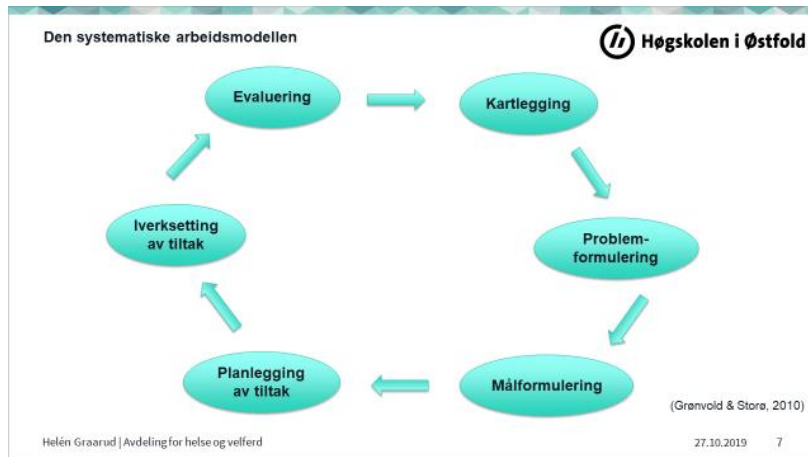 Den systematiske arbeidsmodellen
Høgskolen i Østfold
Evaluering
Kartlegging
Problem-
formulering
Målformulering
Planlegging
av tiltak
Iverksetting
av tiltak
(Grønvold & Storø, 2010)
Helén Graarud | Avdeling for helse og velferd
27.10.2019
7